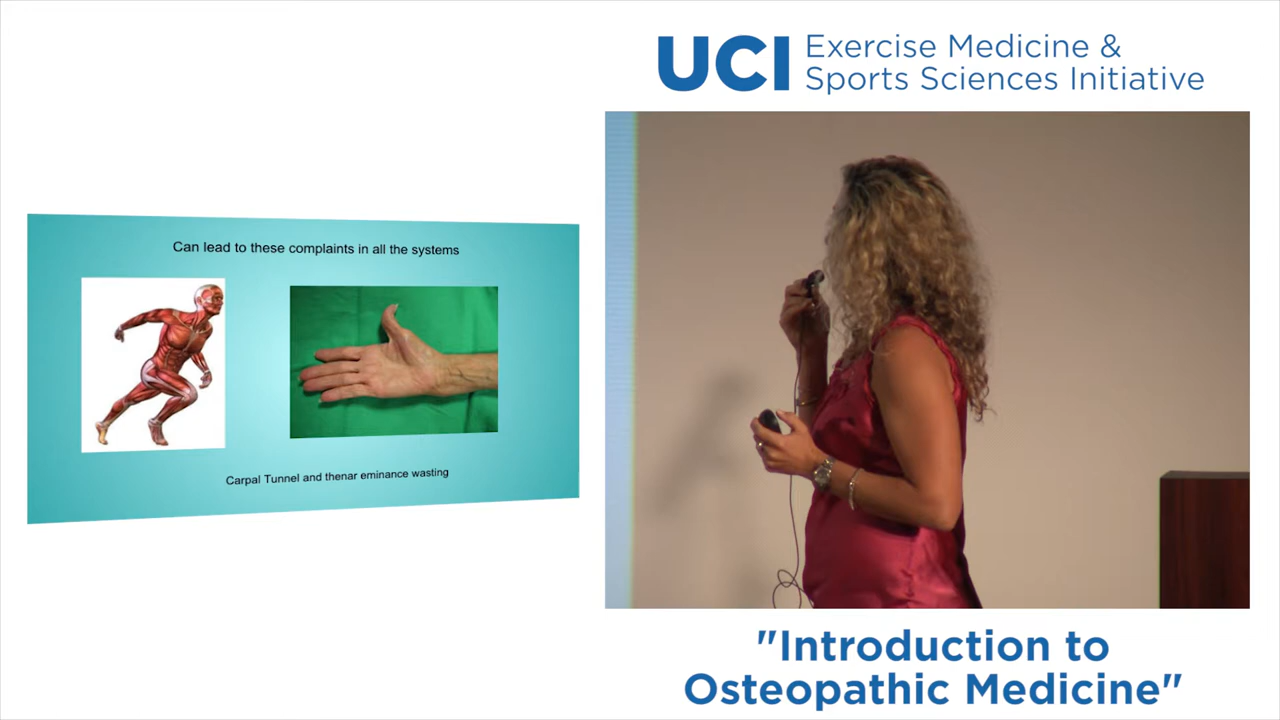 UCI Exercise Medicine &
Sports Sciences Initiative
Can lead to these complaints in all the systems
Carpal Tunnel and thenar eminance wasting
"Introduction to
Osteopathic Medicine"